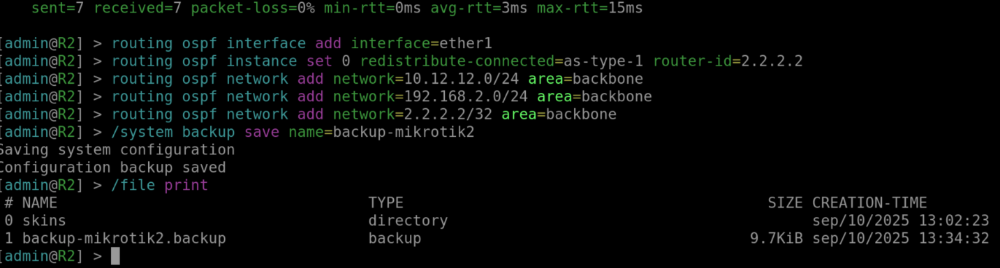 sent=7 received=7 packet-loss=0% min-rtt=0ms avg-rtt=3ms max-rtt=15ms
[admin@R2] > routing ospf interface add interface=ether1
[admin@R2] > routing ospf instance set 0 redistribute-connected=as-type-1 router-id=2.2.2.2
[admin@R2] > routing ospf network add network=10.12.12.0/24 area=backbone
[admin@R2] > routing ospf network add network=192.168.2.0/24 area=backbone
[admin@R2] > routing ospf network add network=2.2.2.2/32 area=backbone
[admin@R2] > /system backup save name=backup-mikrotik2
Saving system configuration
Configuration backup saved
[admin@R2] > /file print
# NAME TYPE SIZE CREATION-TIME
0 skins directory sep/10/2025 13:02:23
1 backup-mikrotik2.backup backup 9.7KiB sep/10/2025 13:34:32
[admin@R2] >